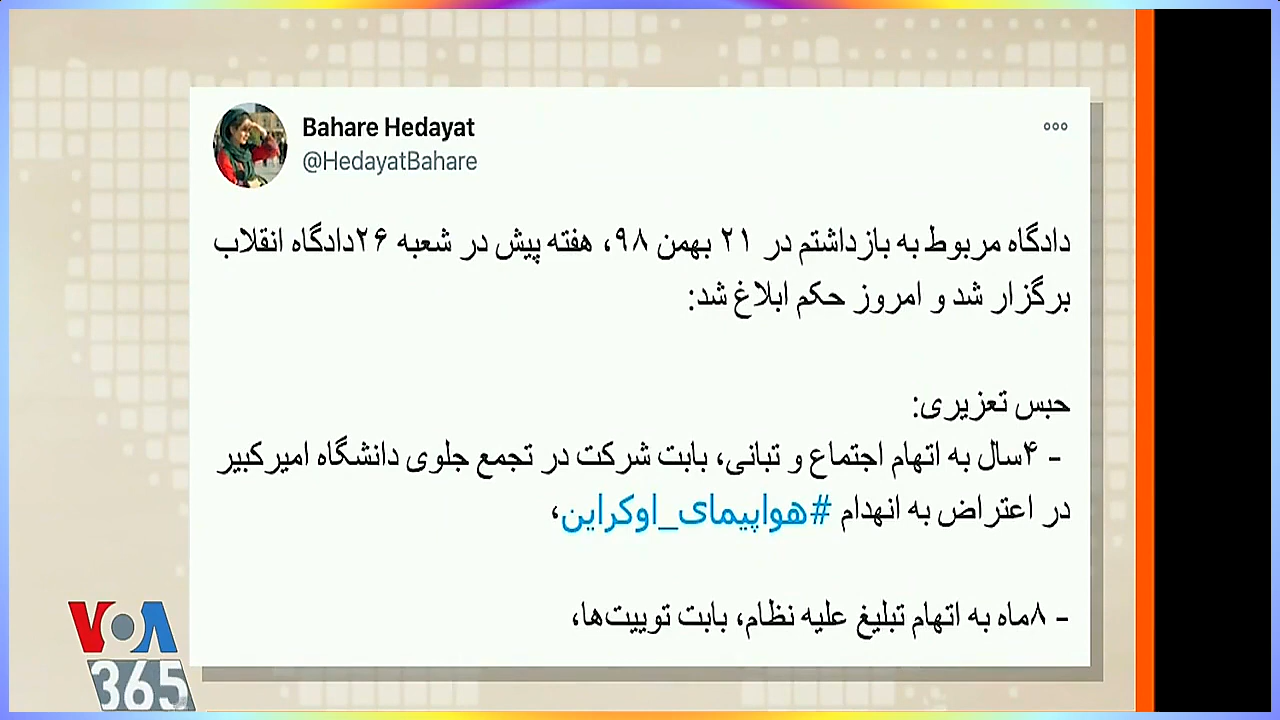 Bahare Hedayat
@HedayatBahare
دادگاه مربوط به بازداشتم در ۲۱ بهمن ۹۸، هفته پیش در شعبه ۲۶دادگاه انقلاب
برگزار شد و امروز حکم ابلاغ شد:
حبس تعزیری:
- ۴سال به اتهام اجتماع و تبانی، بابت شرکت در تجمع جلوی دانشگاه امیرکبیر
در اعتراض به انهدام #هواپیمای_اوکراین،
- ۸ماه به اتهام تبلیغ علیه نظام، بابت توییت‌ها،
VOA
365